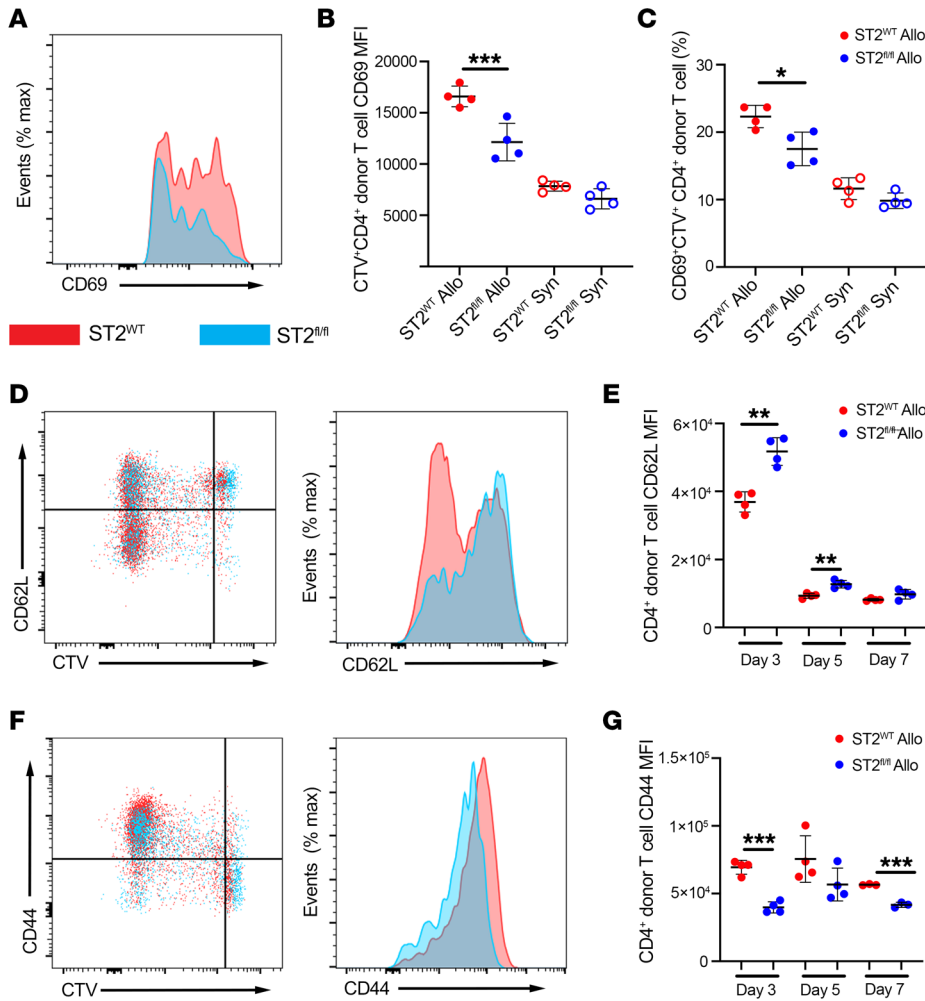 A
Events (% max)
CD69
ST2WT
ST2fl/fl
B
CTV+CD4+ donor T cell CD69 MFI
20000
15000
10000
5000
***
ST2WT Allo
ST2fl/fl Allo
ST2WT Syn
ST2fl/fl Syn
C
ST2WT Allo
ST2fl/fl Allo
CD69+CTV+ CD4+ donor T cell (%)
30
20
10
0
*
ST2WT Allo
ST2fl/fl Allo
ST2WT Syn
ST2fl/fl Syn
D
CD62L
CTV
Events (% max)
CD62L
E
ST2WT Allo
ST2fl/fl Allo
CD4+ donor T cell CD62L MFI
6×10⁴
4×10⁴
2×10⁴
0
**
**
Day 3
Day 5
Day 7
F
CD44
CTV
Events (% max)
CD44
G
ST2WT Allo
ST2fl/fl Allo
CD4+ donor T cell CD44 MFI
1.5×10⁵
1×10⁵
5×10⁴
0
***
***
Day 3
Day 5
Day 7